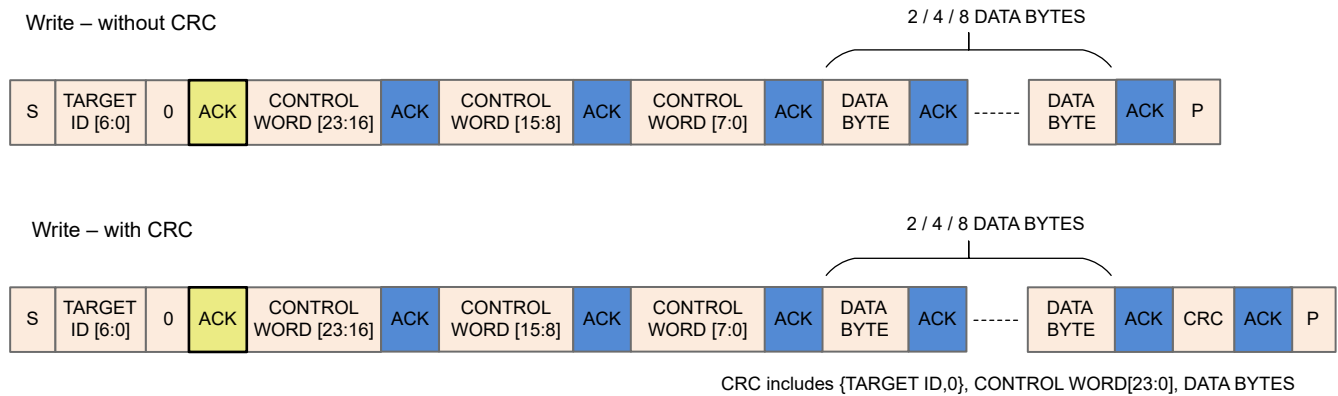 Write – without CRC
2 / 4 / 8 DATA BYTES
S
TARGET
ID [6:0]
0
ACK
CONTROL
WORD [23:16]
ACK
CONTROL
WORD [15:8]
ACK
CONTROL
WORD [7:0]
ACK
DATA
BYTE
ACK
DATA
BYTE
ACK
P
Write – with CRC
2 / 4 / 8 DATA BYTES
S
TARGET
ID [6:0]
0
ACK
CONTROL
WORD [23:16]
ACK
CONTROL
WORD [15:8]
ACK
CONTROL
WORD [7:0]
ACK
DATA
BYTE
ACK
DATA
BYTE
ACK
CRC
ACK
P
CRC includes {TARGET ID,0}, CONTROL WORD[23:0], DATA BYTES